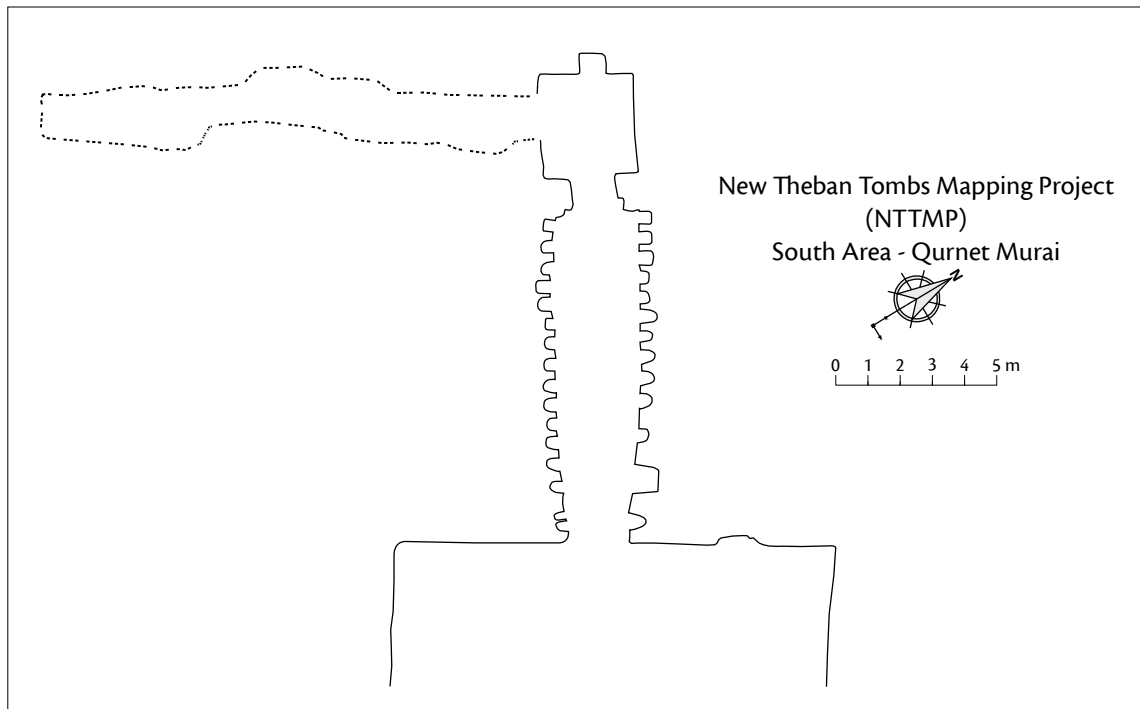 New Theban Tombs Mapping Project
(NTTMP)
South Area - Qurnet Murai
N
0 1 2 3 4 5 m